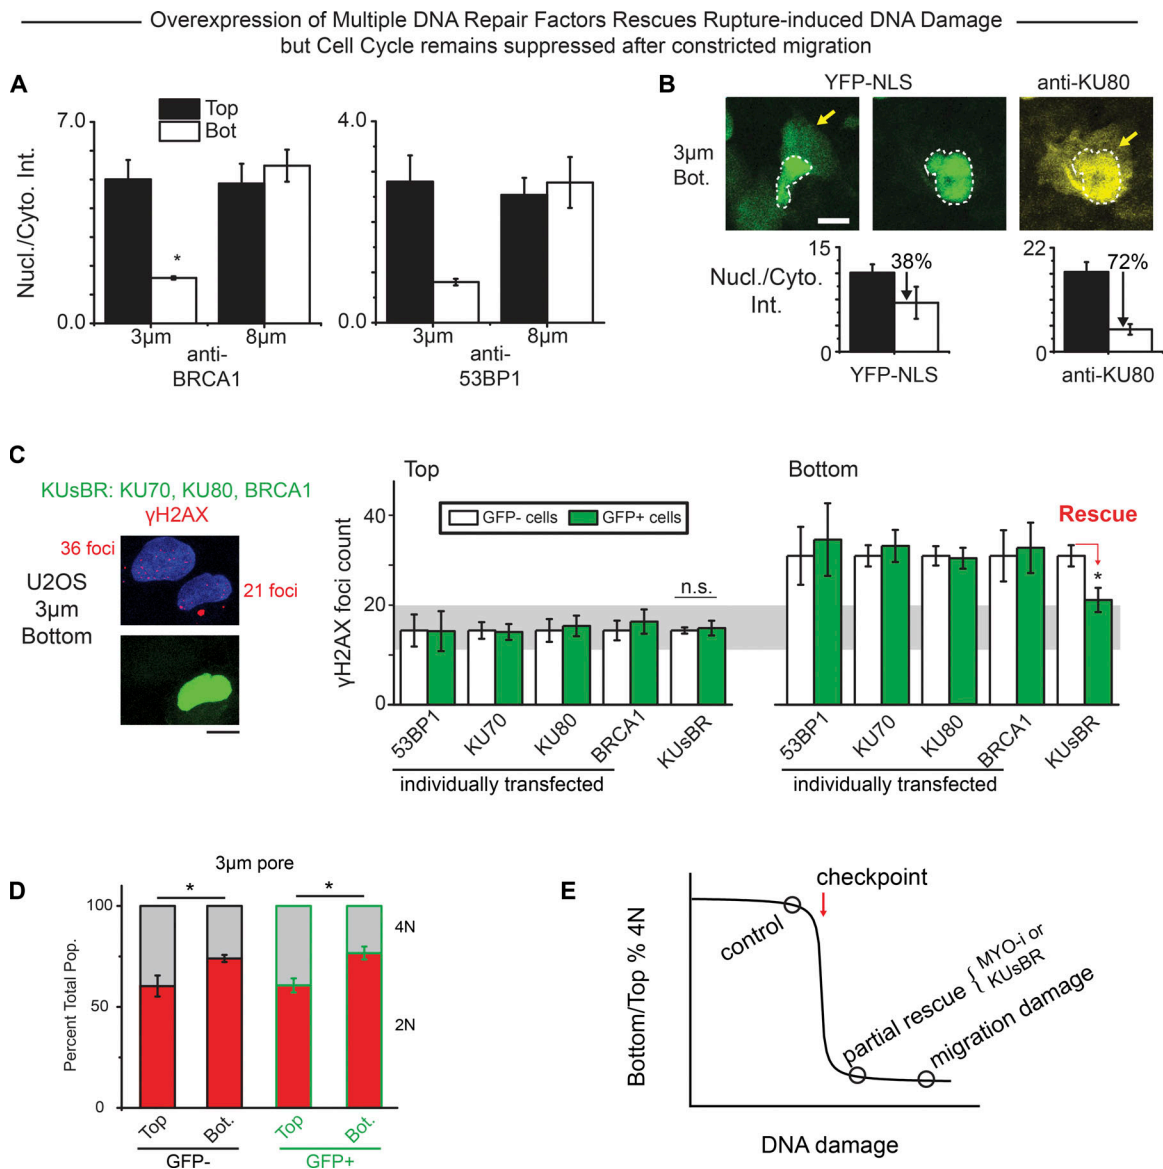 Overexpression of Multiple DNA Repair Factors Rescues Rupture-induced DNA Damage
but Cell Cycle remains suppressed after constricted migration
A
Top
Bot
Nucl./Cyto. Int.
7.0
0.0
*
3µm
8µm
anti-
BRCA1
4.0
0.0
3µm
8µm
anti-
53BP1
B
YFP-NLS
anti-KU80
3µm
Bot.
Nucl./Cyto.
Int.
15
0
38%
YFP-NLS
22
0
72%
anti-KU80
C
KUsBR: KU70, KU80, BRCA1
γH2AX
36 foci
21 foci
U2OS
3µm
Bottom
Top
Bottom
γH2AX foci count
40
20
0
GFP- cells
GFP+ cells
n.s.
Rescue
*
53BP1
KU70
KU80
BRCA1
KUsBR
individually transfected
53BP1
KU70
KU80
BRCA1
KUsBR
individually transfected
D
3µm pore
Percent Total Pop.
100
50
0
*
*
4N
2N
Top
Bot.
Top
Bot.
GFP-
GFP+
E
Bottom/Top % 4N
checkpoint
control
partial rescue { MYO-i or
KUsBR
migration damage
DNA damage